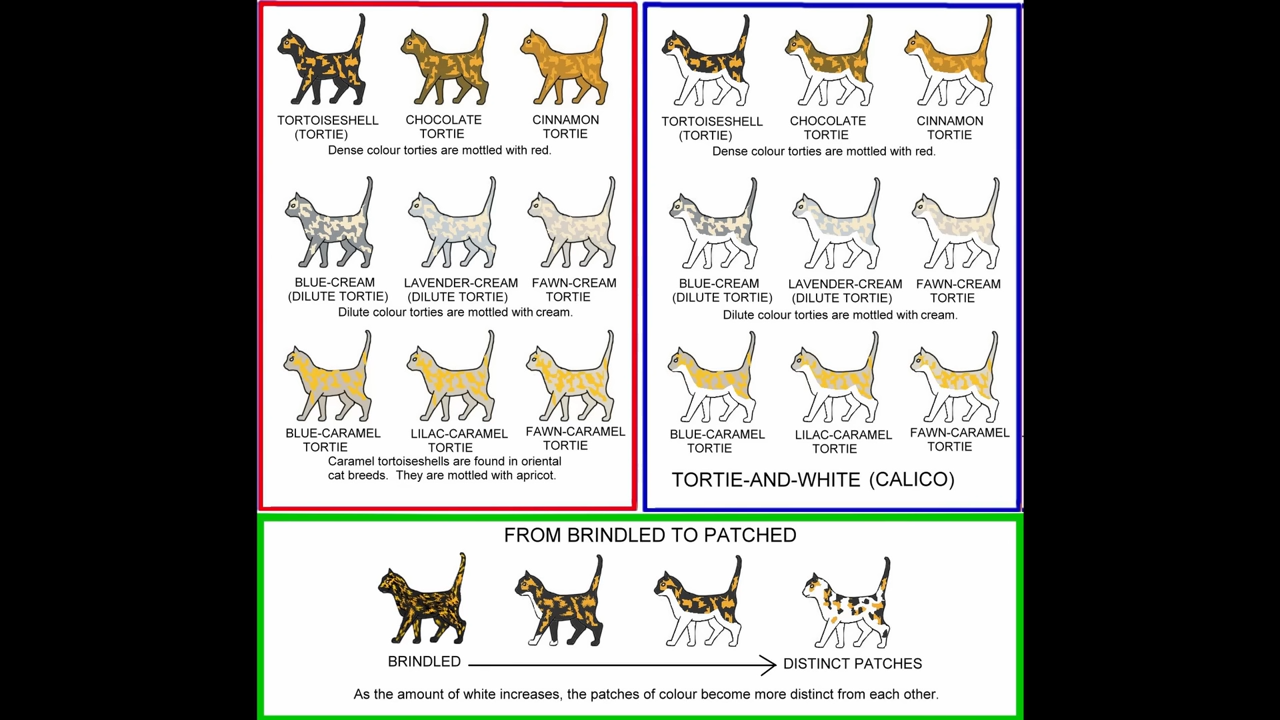 TORTOISESHELL
(TORTIE)
CHOCOLATE
TORTIE
CINNAMON
TORTIE
Dense colour torties are mottled with red.
BLUE-CREAM
(DILUTE TORTIE)
LAVENDER-CREAM
(DILUTE TORTIE)
FAWN-CREAM
TORTIE
Dilute colour torties are mottled with cream.
BLUE-CARAMEL
TORTIE
LILAC-CARAMEL
TORTIE
FAWN-CARAMEL
TORTIE
Caramel tortoiseshells are found in oriental
cat breeds. They are mottled with apricot.
TORTOISESHELL
(TORTIE)
CHOCOLATE
TORTIE
CINNAMON
TORTIE
Dense colour torties are mottled with red.
BLUE-CREAM
(DILUTE TORTIE)
LAVENDER-CREAM
(DILUTE TORTIE)
FAWN-CREAM
TORTIE
Dilute colour torties are mottled with cream.
BLUE-CARAMEL
TORTIE
LILAC-CARAMEL
TORTIE
FAWN-CARAMEL
TORTIE
TORTIE-AND-WHITE (CALICO)
FROM BRINDLED TO PATCHED
BRINDLED
DISTINCT PATCHES
As the amount of white increases, the patches of colour become more distinct from each other.